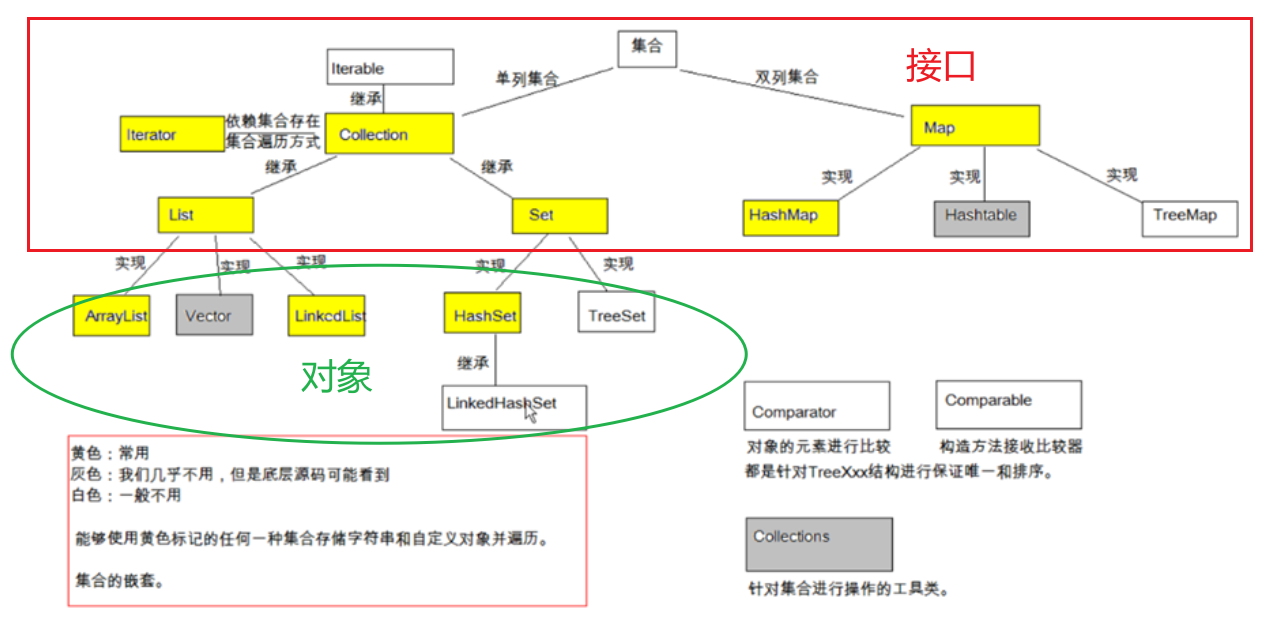 集合
接口
Iterable
单列集合
双列集合
继承
Iterator
依赖集合存在
集合遍历方式
Collection
Map
继承
继承
实现
实现
实现
List
Set
HashMap
Hashtable
TreeMap
实现
实现
实现
实现
实现
ArrayList
Vector
LinkcdList
HashSet
TreeSet
对象
继承
LinkedHashSet
Comparator
Comparable
对象的元素进行比较
构造方法接收比较器
都是针对TreeXxx结构进行保证唯一和排序。
黄色：常用
灰色：我们几乎不用，但是底层源码可能看到
白色：一般不用
能够使用黄色标记的任何一种集合存储字符串和自定义对象并遍历。
集合的嵌套。
Collections
针对集合进行操作的工具类。